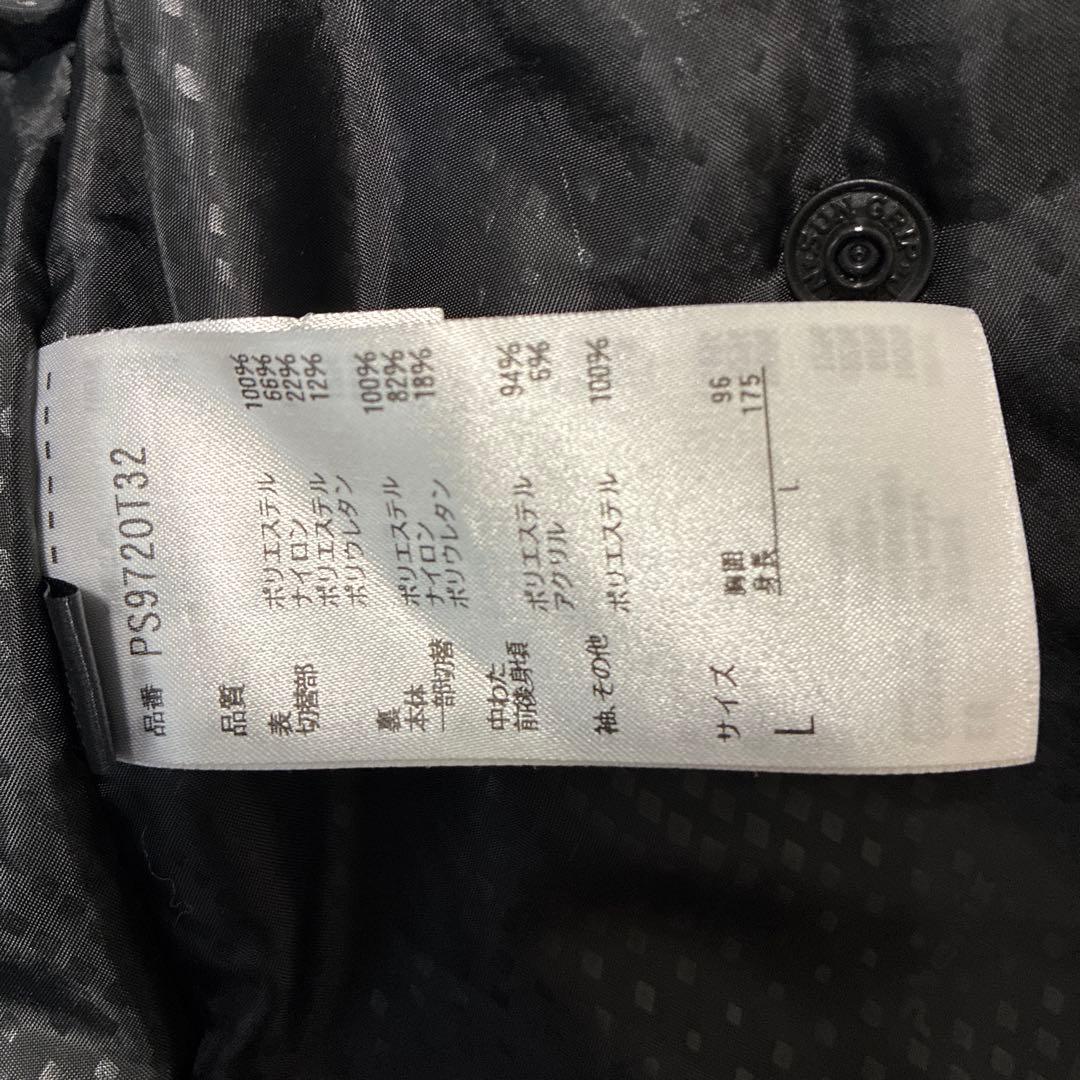 SUN GRIP
品番 PS9720T32
品質
表 ポリエステル 100%
切替部 ナイロン 66%
ポリエステル 22%
ポリウレタン 12%
裏
本体 ポリエステル 100%
一部切替 ナイロン 82%
ポリウレタン 18%
中わた
前後身頃 ポリエステル 94%
アクリル 6%
袖、その他 ポリエステル 100%
サイズ 胸囲 96
身長 175
L L